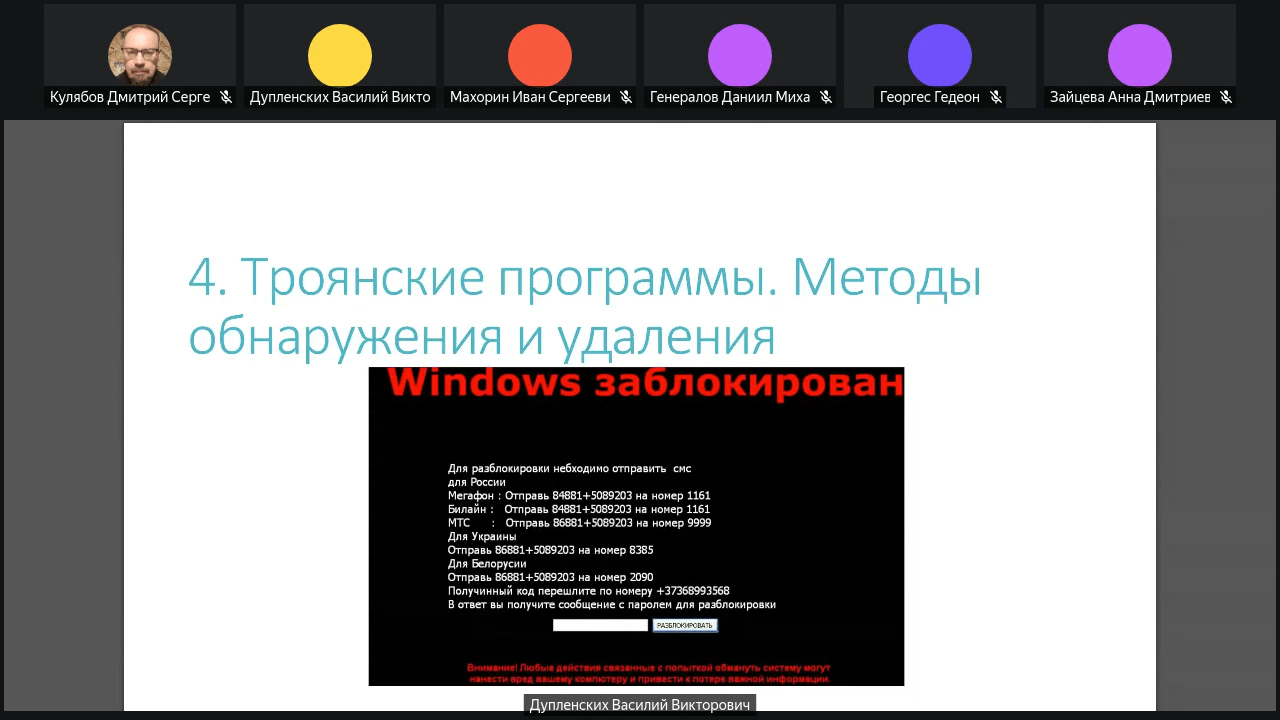 Кулябов Дмитрий Серге
Дупленских Василий Викто
Махорин Иван Сергееви
Генералов Даниил Миха
Георгес Гедеон
Зайцева Анна Дмитриев
4. Троянские программы. Методы
обнаружения и удаления
Windows заблокирован
Для разблокировки небходимо отправить смс
для России
Мегафон : Отправь 84881+5089203 на номер 1161
Билайн : Отправь 84881+5089203 на номер 1161
МТС : Отправь 86881+5089203 на номер 9999
Для Украины
Отправь 86881+5089203 на номер 8385
Для Белорусии
Отправь 86881+5089203 на номер 2090
Получинный код перешлите по номеру +37368993568
В ответ вы получите сообщение с паролем для разблокировки
РАЗБЛОКИРОВАТЬ
Внимание! Любые действия связанные с попыткой обмануть систему могут
нанести вред вашему компютеру и привести к потере важной информации.
Дупленских Василий Викторович